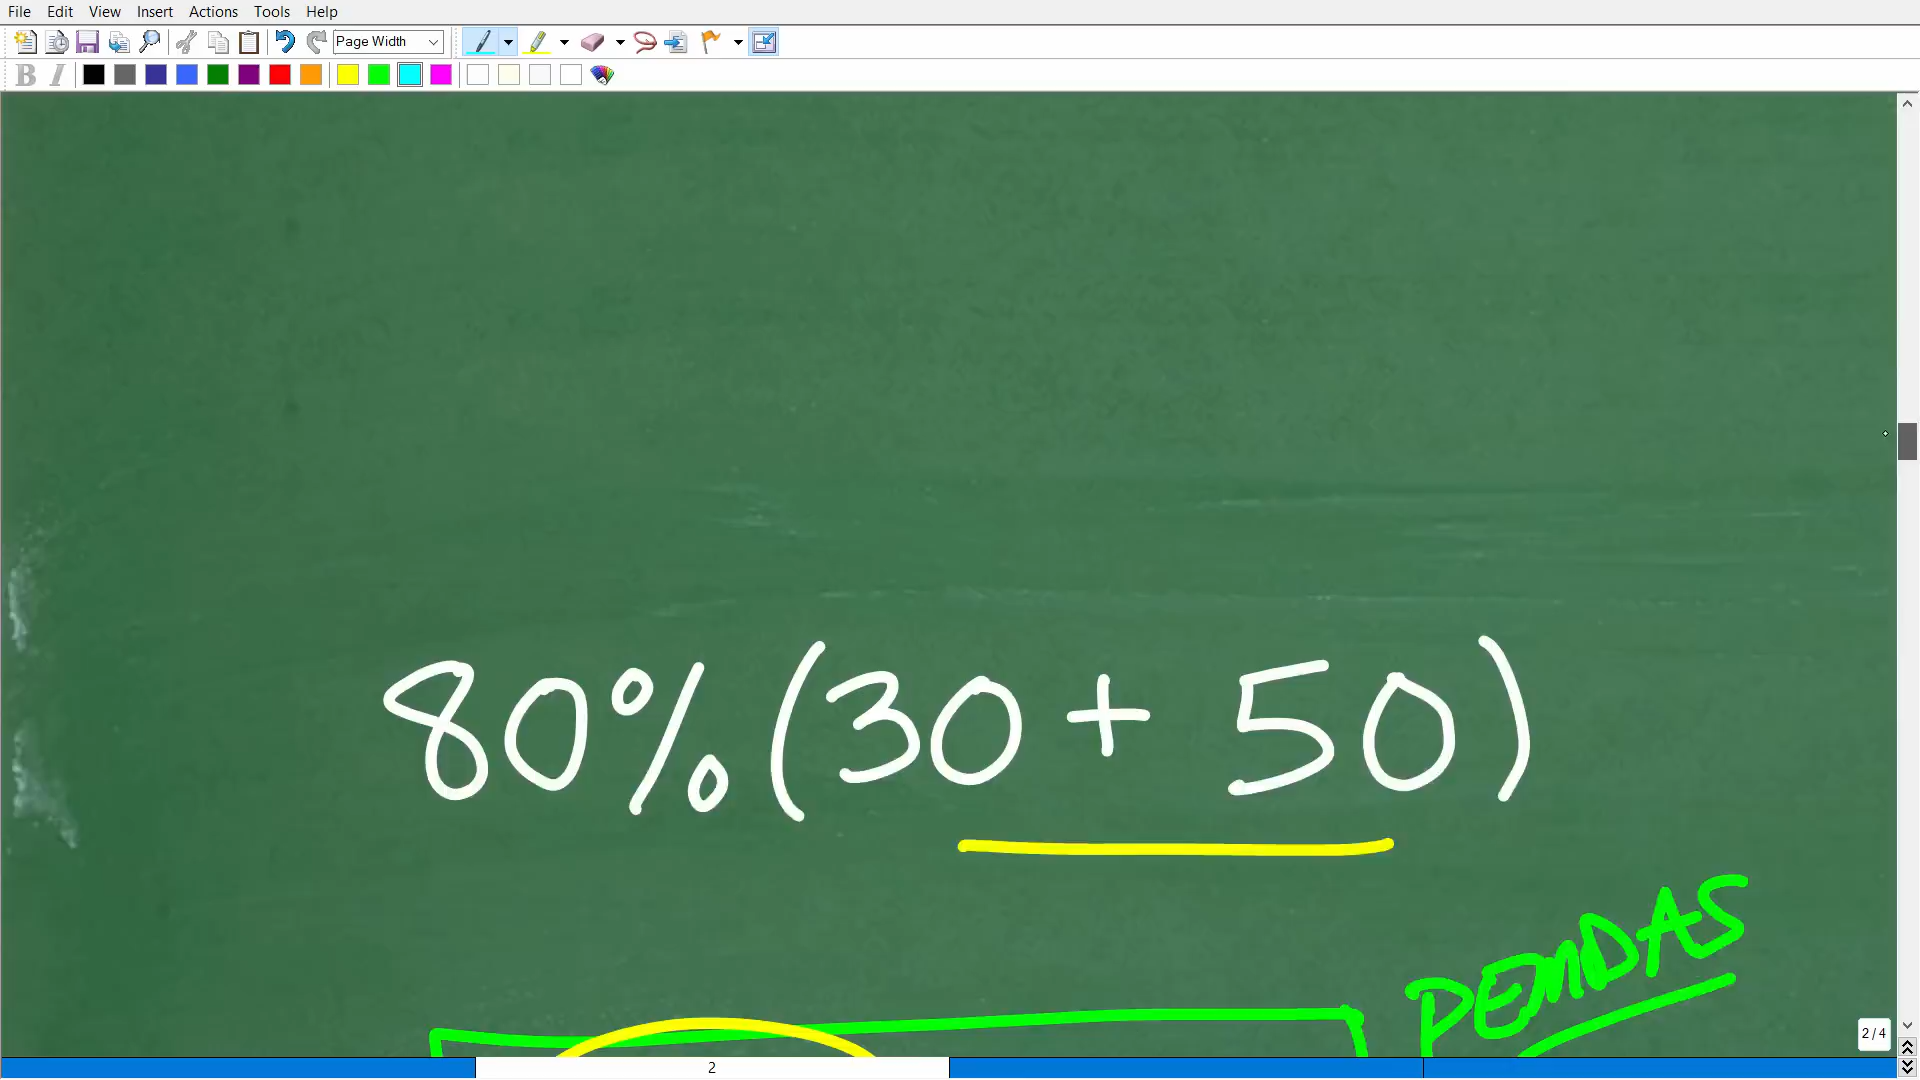 File Edit View Insert Actions Tools Help
Page Width
B I
80% (30 + 50)
PEMDAS
2 / 4
2